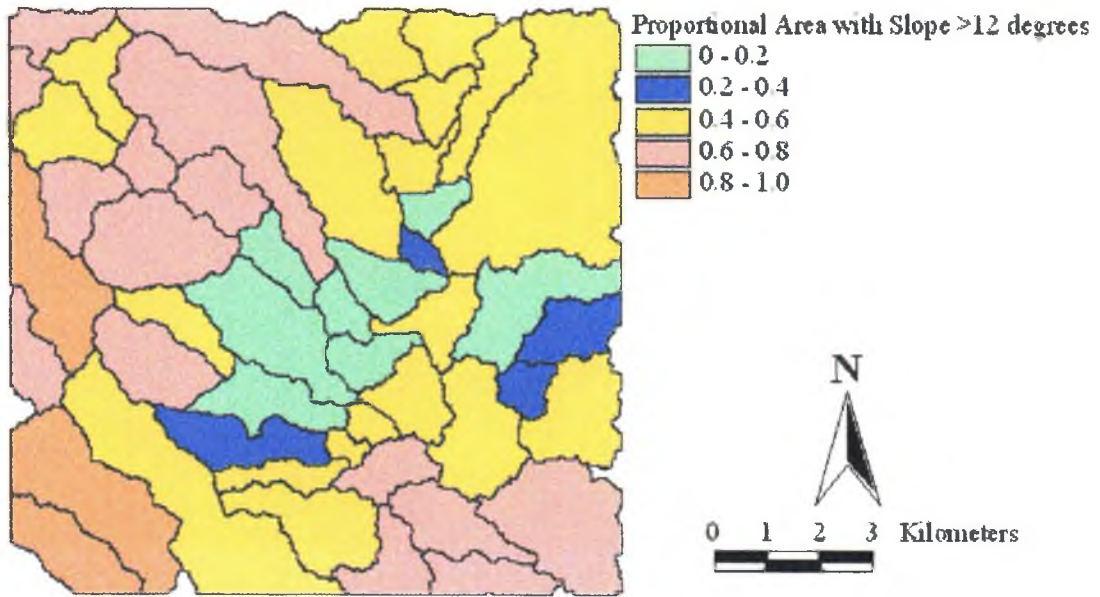 Proportional Area with Slope >12 degrees
0 - 0.2
0.2 - 0.4
0.4 - 0.6
0.6 - 0.8
0.8 - 1.0
N
0 1 2 3 Kilometers